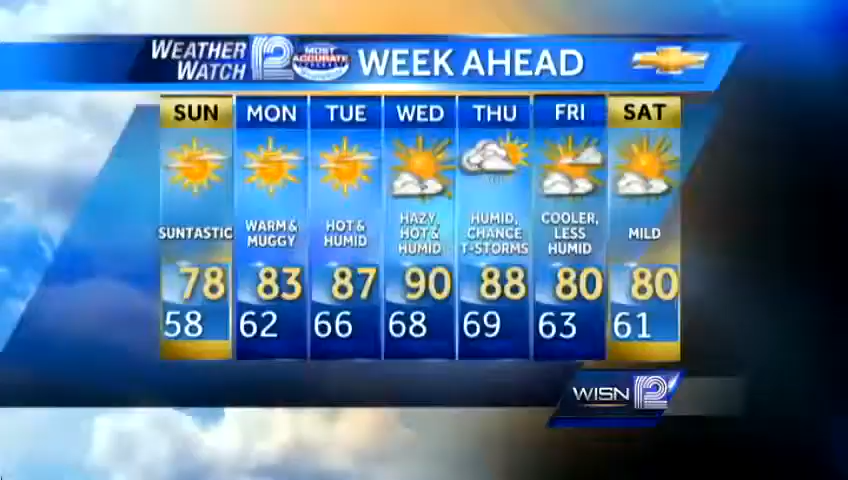 WEATHER
WATCH 12 MOST ACCURATE WEEK AHEAD
SUN MON TUE WED THU FRI SAT
SUNTASTIC
WARM &
MUGGY
HOT &
HUMID
HAZY,
HOT &
HUMID
HUMID,
CHANCE
T-STORMS
COOLER,
LESS
HUMID
MILD
78 83 87 90 88 80 80
58 62 66 68 69 63 61
WISN 12